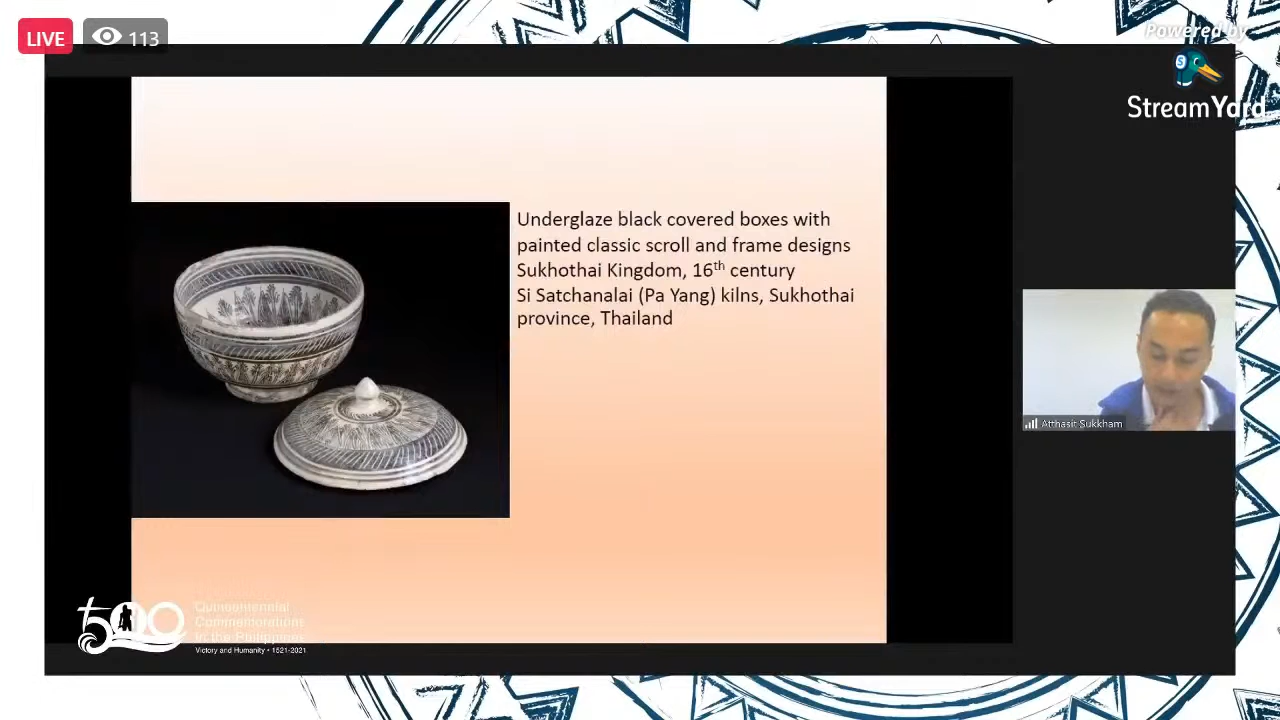 LIVE
113
Powered by
StreamYard
Underglaze black covered boxes with
painted classic scroll and frame designs
Sukhothai Kingdom, 16th century
Si Satchanalai (Pa Yang) kilns, Sukhothai
province, Thailand
Atthasit Sukkham
500
Quincentennial
Commemorations
in the Philippines
Victory and Humanity • 1521-2021